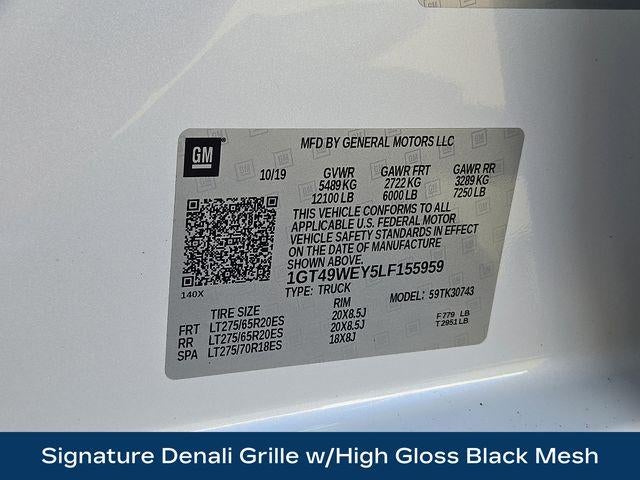 MFD BY GENERAL MOTORS LLC
GM
10/19 GVWR GAWR FRT GAWR RR
5489 KG 2722 KG 3289 KG
12100 LB 6000 LB 7250 LB
THIS VEHICLE CONFORMS TO ALL
APPLICABLE U.S. FEDERAL MOTOR
VEHICLE SAFETY STANDARDS IN EFFECT
ON THE DATE OF MANUFACTURE
1GT49WEY5LF155959
140X TYPE: TRUCK MODEL: 59TK30743
TIRE SIZE RIM
FRT LT275/65R20ES 20X8.5J F 779 LB
RR LT275/65R20ES 20X8.5J T 2951 LB
SPA LT275/70R18ES 18X8J
Signature Denali Grille w/High Gloss Black Mesh